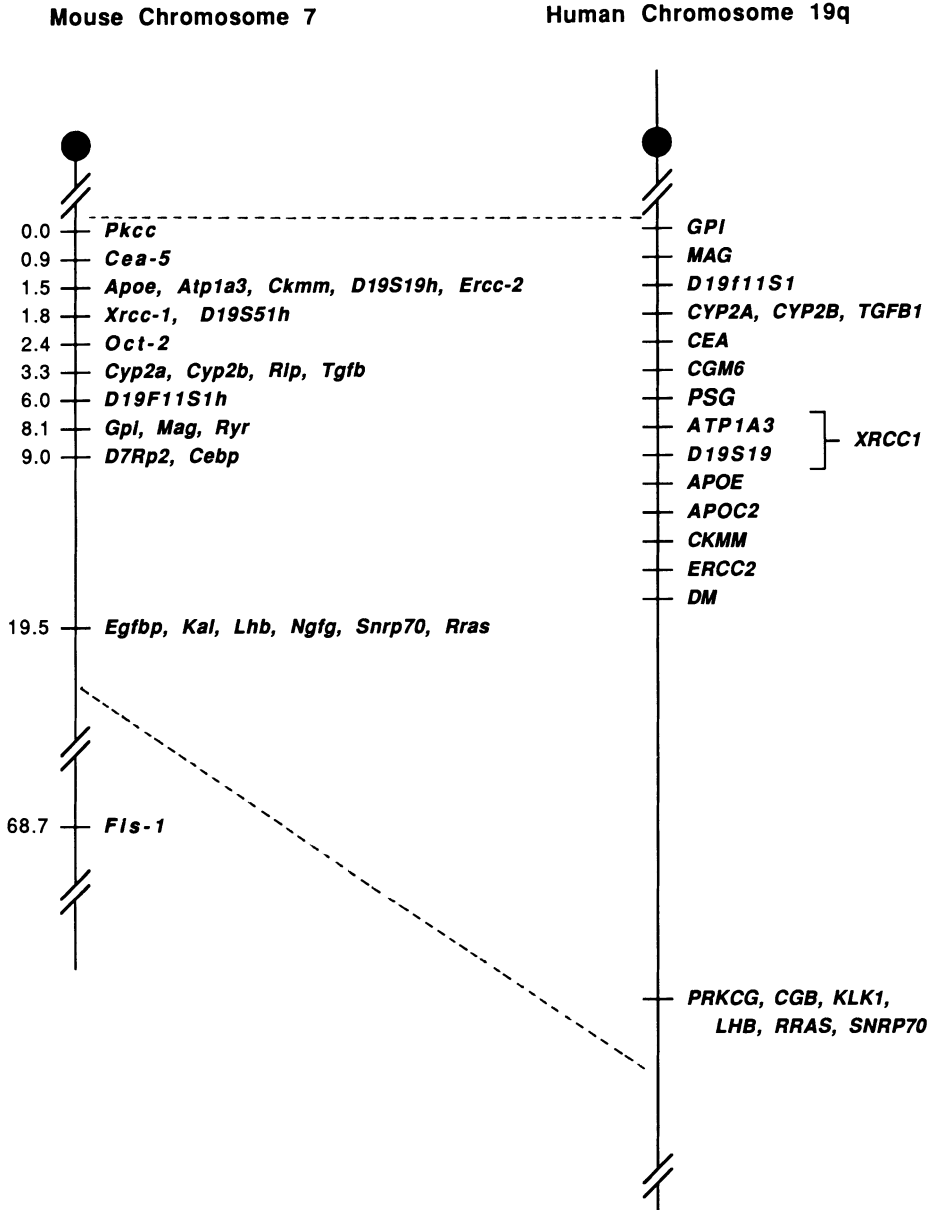 Mouse Chromosome 7
Human Chromosome 19q
0.0 Pkcc
0.9 Cea-5
1.5 Apoe, Atp1a3, Ckmm, D19S19h, Ercc-2
1.8 Xrcc-1, D19S51h
2.4 Oct-2
3.3 Cyp2a, Cyp2b, Rlp, Tgfb
6.0 D19F11S1h
8.1 Gpl, Mag, Ryr
9.0 D7Rp2, Cebp
19.5 Egfbp, Kal, Lhb, Ngfg, Snrp70, Rras
68.7 Fls-1
GPI
MAG
D19f11S1
CYP2A, CYP2B, TGFB1
CEA
CGM6
PSG
ATP1A3
XRCC1
D19S19
APOE
APOC2
CKMM
ERCC2
DM
PRKCG, CGB, KLK1,
LHB, RRAS, SNRP70